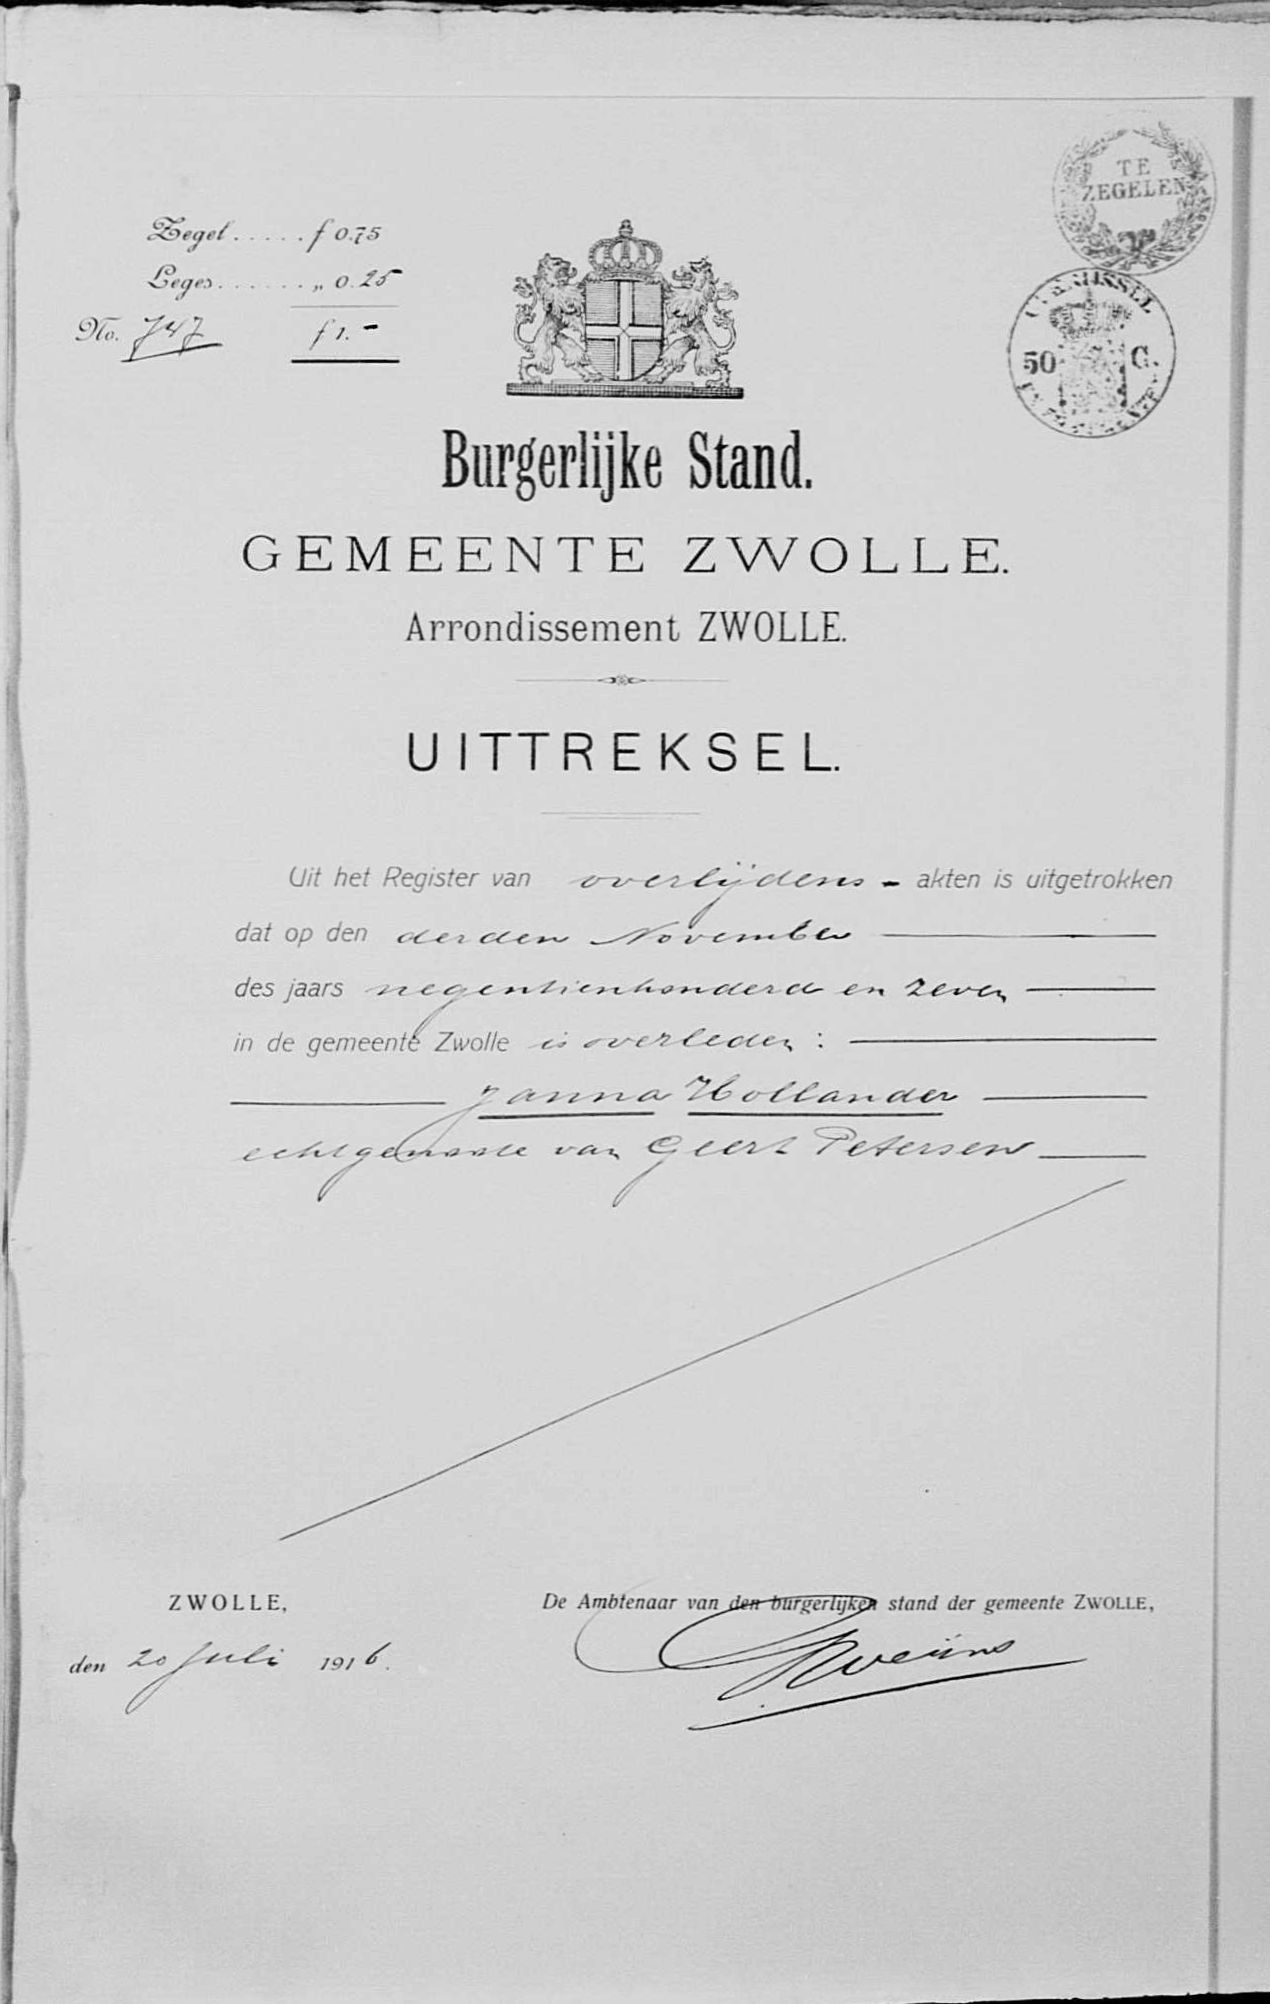 TE
ZEGELEN
Zegel...... f 0.75
Leges....... „ 0.25
No. 747 f 1.-
50 C.
Burgerlijke Stand.
GEMEENTE ZWOLLE.
Arrondissement ZWOLLE.
UITTREKSEL.
Uit het Register van overlijdens - akten is uitgetrokken
dat op den derden November
des jaars negentienhonderd en zeven
in de gemeente Zwolle is overleden :
Janna Hollander
echtgenoote van Geert Petersen
ZWOLLE,
De Ambtenaar van den burgerlijken stand der gemeente ZWOLLE,
den 20 Juli 1916.